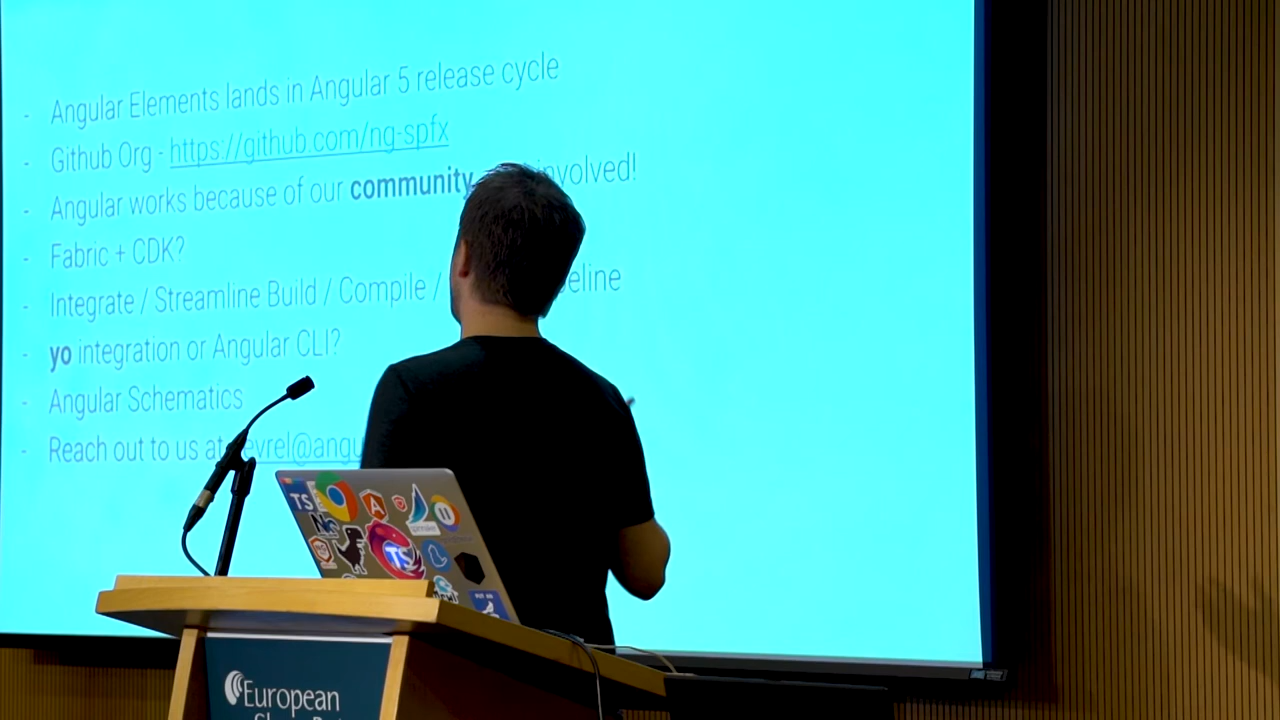 - Angular Elements lands in Angular 5 release cycle
- Github Org - https://github.com/ng-spfx
- Angular works because of our community, involved!
- Fabric + CDK?
- Integrate / Streamline Build / Compile /
- yo integration or Angular CLI?
- Angular Schematics
- Reach out to us at
TS
TS
European